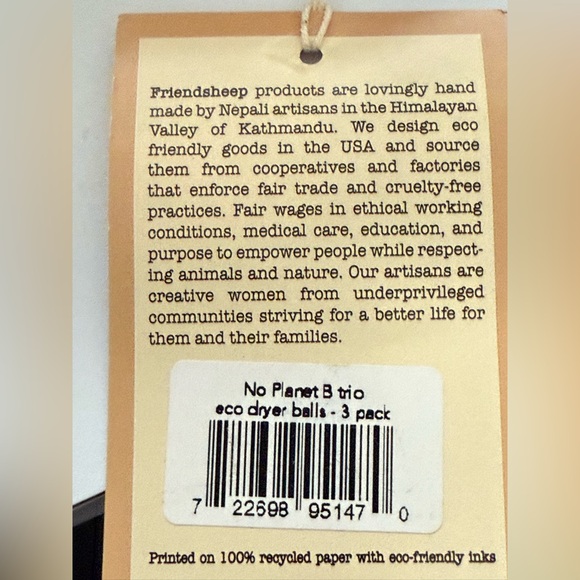 Friendsheep products are lovingly hand
made by Nepali artisans in the Himalayan
Valley of Kathmandu. We design eco
friendly goods in the USA and source
them from cooperatives and factories
that enforce fair trade and cruelty-free
practices. Fair wages in ethical working
conditions, medical care, education, and
purpose to empower people while respect-
ing animals and nature. Our artisans are
creative women from underprivileged
communities striving for a better life for
them and their families.
No Planet B trio
eco dryer balls - 3 pack
7 22698 95147 0
Printed on 100% recycled paper with eco-friendly inks